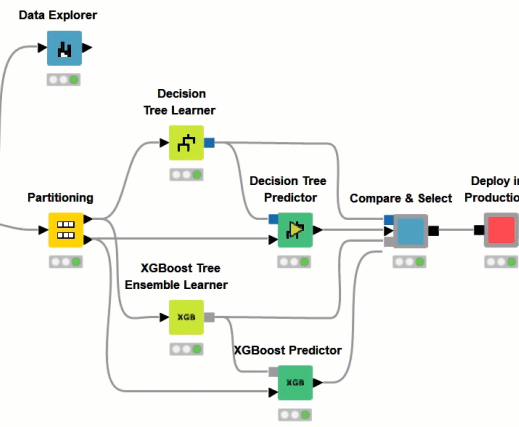 Data Explorer
Decision
Tree Learner
Partitioning
Decision Tree
Predictor
Compare & Select
Deploy in
XGBoost Tree
Ensemble Learner
XGB
XGBoost Predictor
XGB